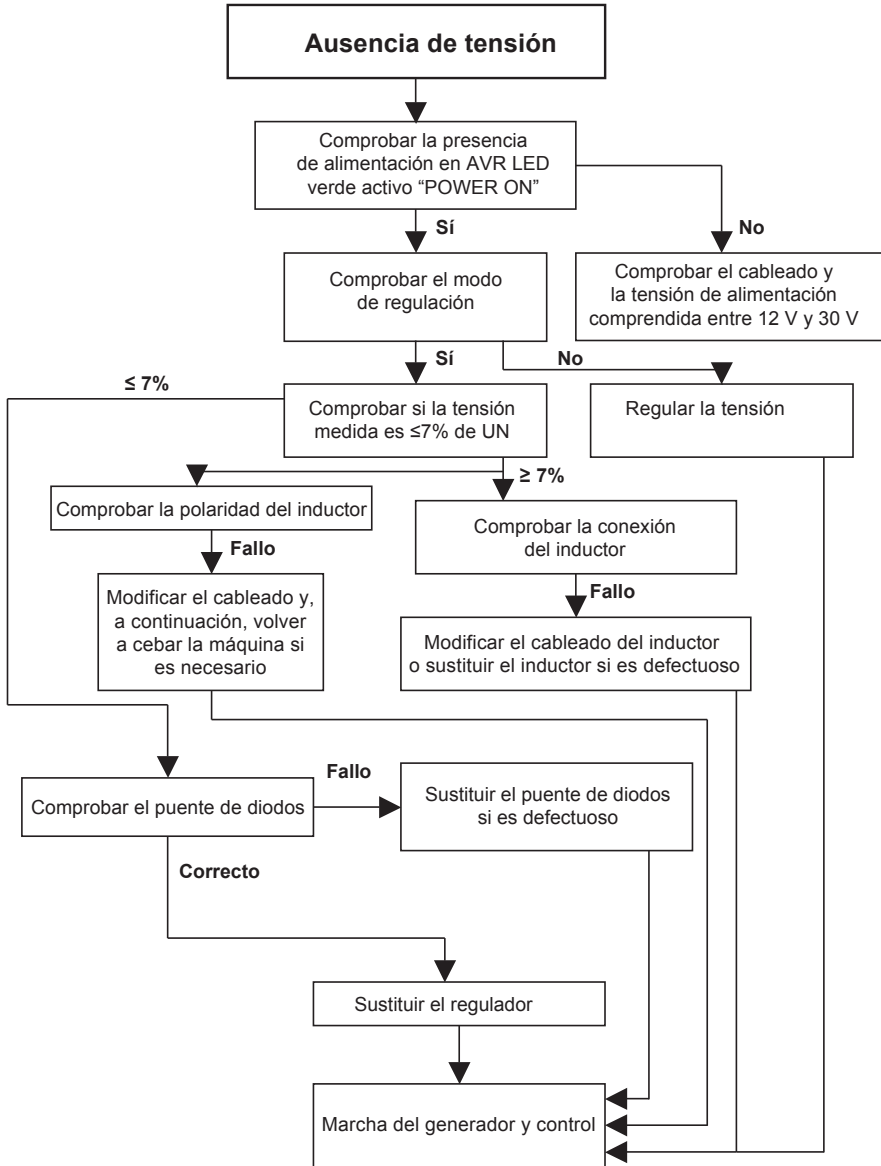 Ausencia de tensión
Comprobar la presencia
de alimentación en AVR LED
verde activo “POWER ON”
Sí
No
Comprobar el modo
de regulación
Comprobar el cableado y
la tensión de alimentación
comprendida entre 12 V y 30 V
Sí
No
≤ 7%
Comprobar si la tensión
medida es ≤7% de UN
Regular la tensión
≥ 7%
Comprobar la polaridad del inductor
Comprobar la conexión
del inductor
Fallo
Fallo
Modificar el cableado y,
a continuación, volver
a cebar la máquina si
es necesario
Modificar el cableado del inductor
o sustituir el inductor si es defectuoso
Comprobar el puente de diodos
Fallo
Sustituir el puente de diodos
si es defectuoso
Correcto
Sustituir el regulador
Marcha del generador y control